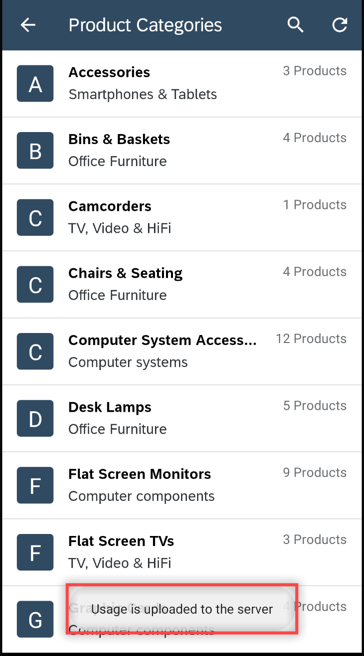 Product Categories
A
Accessories
3 Products
Smartphones & Tablets
B
Bins & Baskets
4 Products
Office Furniture
C
Camcorders
1 Products
TV, Video & HiFi
C
Chairs & Seating
4 Products
Office Furniture
C
Computer System Access...
12 Products
Computer systems
D
Desk Lamps
5 Products
Office Furniture
F
Flat Screen Monitors
9 Products
Computer components
F
Flat Screen TVs
3 Products
TV, Video & HiFi
G
4 Products
Usage is uploaded to the server
Computer components